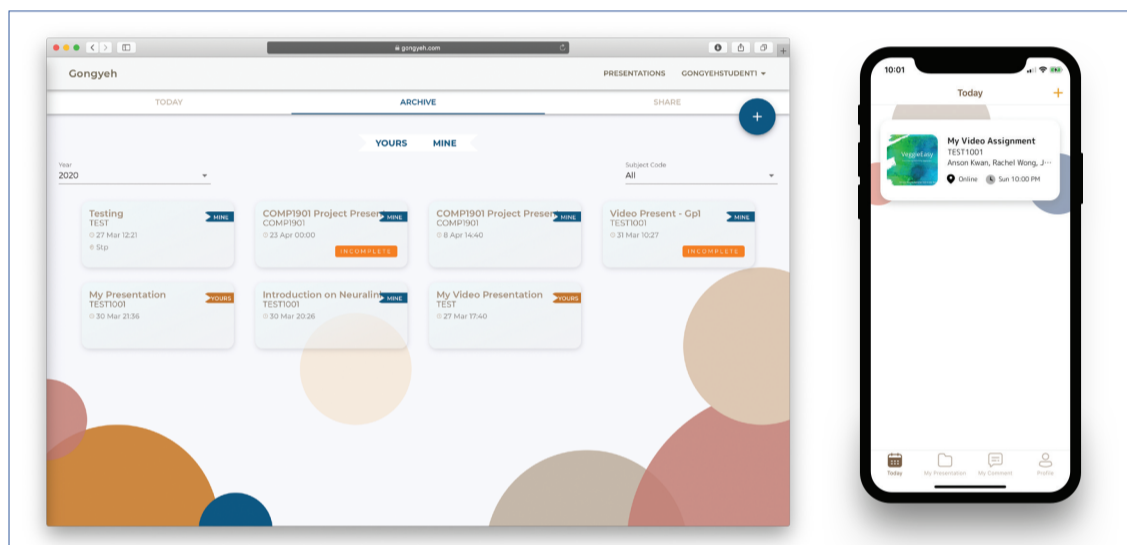 gongyeh.com
Gongyeh
PRESENTATIONS GONGYEHSTUDENT1
TODAY ARCHIVE SHARE
+
YOURS MINE
Year
2020
Subject Code
All
Testing
TEST
27 Mar 12:21
Stp
MINE
COMP1901 Project Presen
COMP1901
23 Apr 00:00
MINE
INCOMPLETE
COMP1901 Project Presen
COMP1901
8 Apr 14:40
MINE
Video Present - Gp1
TEST1001
31 Mar 10:27
MINE
INCOMPLETE
My Presentation
TEST1001
30 Mar 21:36
YOURS
Introduction on Neuralink
TEST1001
30 Mar 20:26
MINE
My Video Presentation
TEST
27 Mar 17:40
YOURS
10:01
Today +
VeggieEasy
My Video Assignment
TEST1001
Anson Kwan, Rachel Wong, J...
Online Sun 10:00 PM
Today My Presentation My Comment Profile